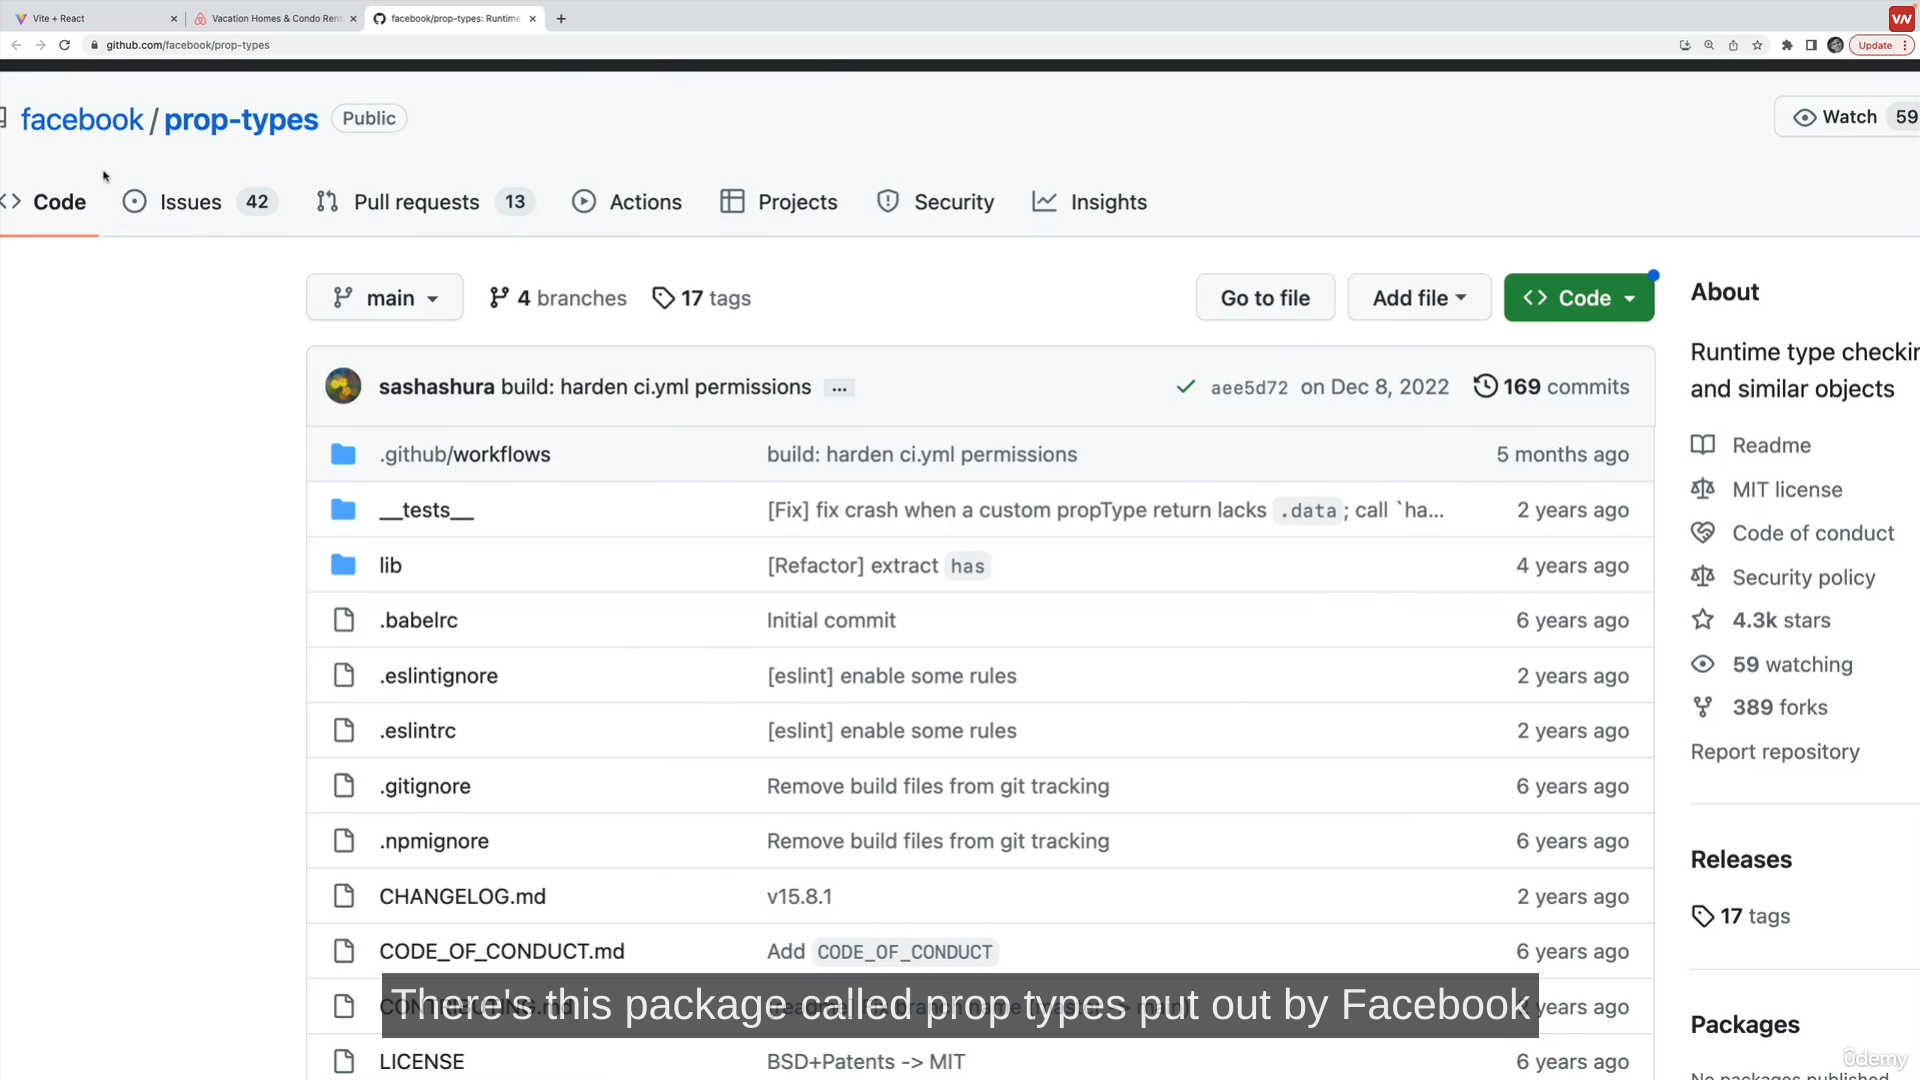 Vite + React
Vacation Homes & Condo Rent
facebook/prop-types: Runtime
github.com/facebook/prop-types
Update
facebook / prop-types Public
Watch 59
Code
Issues 42
Pull requests 13
Actions
Projects
Security
Insights
main
4 branches
17 tags
Go to file
Add file
Code
About
Runtime type checkin
and similar objects
sashashura build: harden ci.yml permissions ...
aee5d72 on Dec 8, 2022
169 commits
.github/workflows build: harden ci.yml permissions 5 months ago
__tests__ [Fix] fix crash when a custom propType return lacks .data; call `ha... 2 years ago
lib [Refactor] extract has 4 years ago
.babelrc Initial commit 6 years ago
.eslintignore [eslint] enable some rules 2 years ago
.eslintrc [eslint] enable some rules 2 years ago
.gitignore Remove build files from git tracking 6 years ago
.npmignore Remove build files from git tracking 6 years ago
CHANGELOG.md v15.8.1 2 years ago
CODE_OF_CONDUCT.md Add CODE_OF_CONDUCT 6 years ago
There's this package called prop types put out by Facebook
years ago
LICENSE BSD+Patents -> MIT 6 years ago
Readme
MIT license
Code of conduct
Security policy
4.3k stars
59 watching
389 forks
Report repository
Releases
17 tags
Packages
No packages published
ûdemy